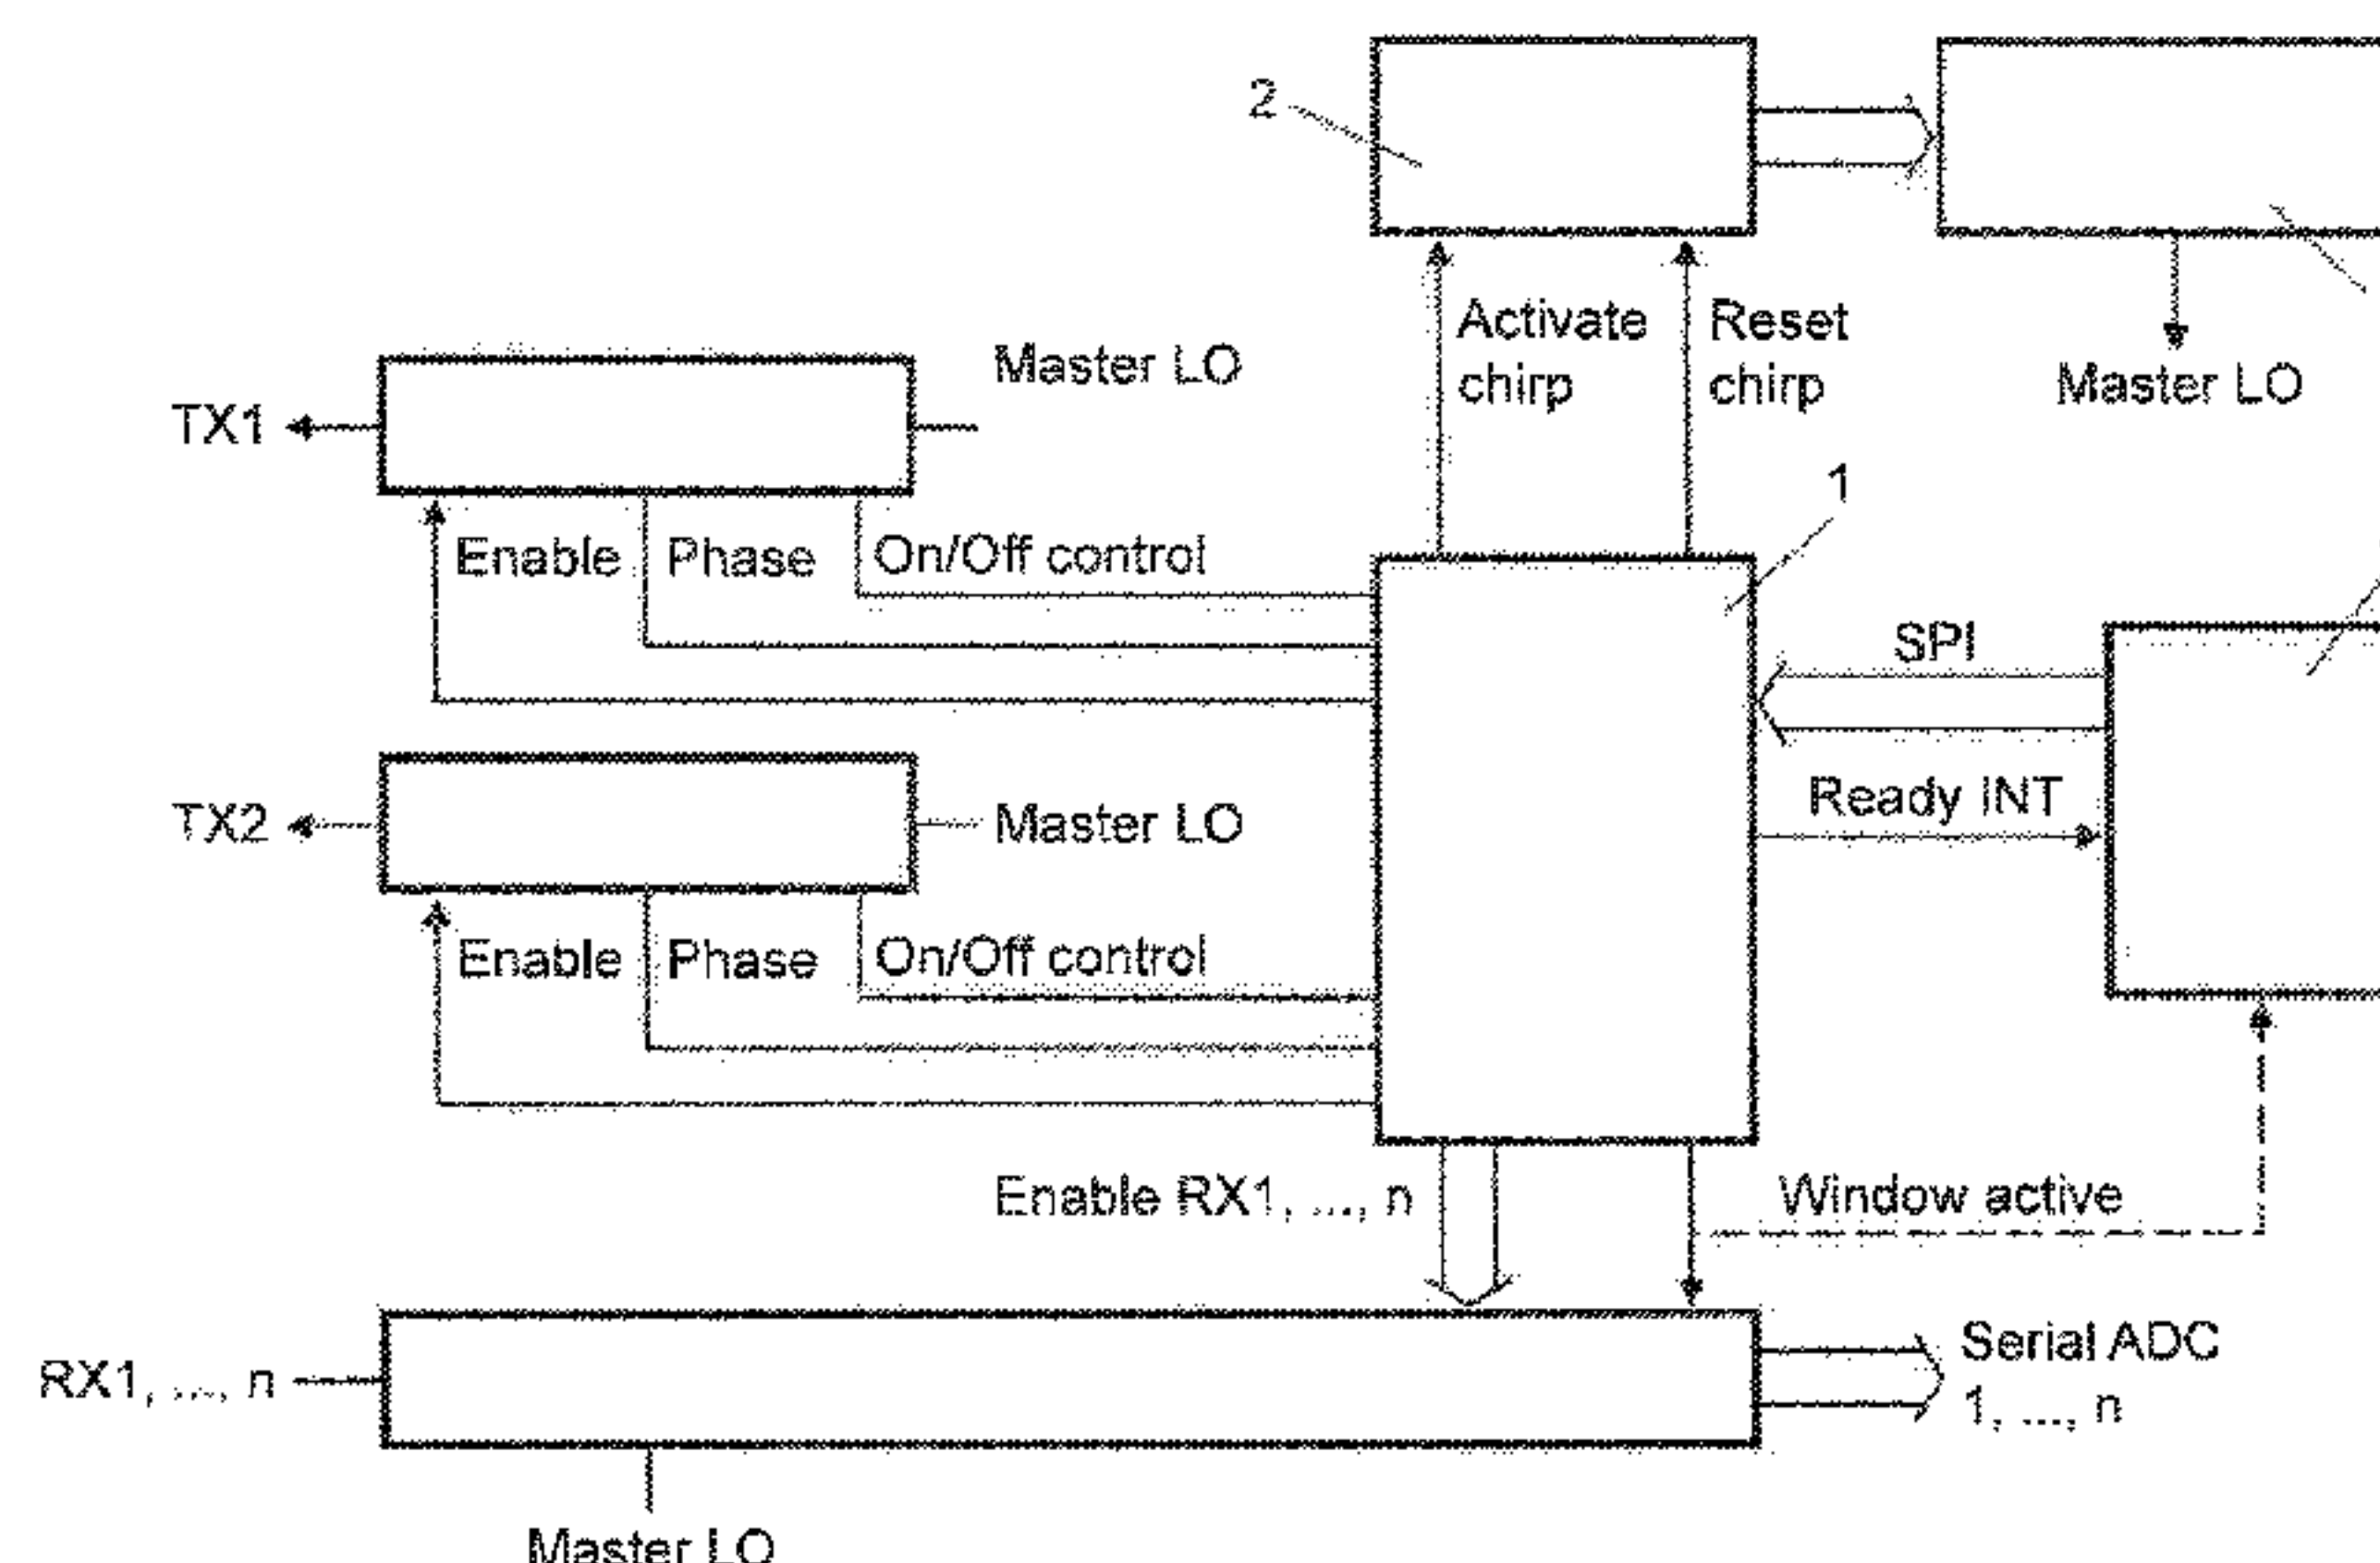 2
Activate
chirp
Reset
chirp
Master LO
Master LO
TX1
1
Enable
Phase
On/Off control
SPI
Ready INT
TX2
Master LO
Enable
Phase
On/Off control
Enable RX1, ..., n
Window active
RX1, ..., n
Serial ADC
1, ..., n
Master LO